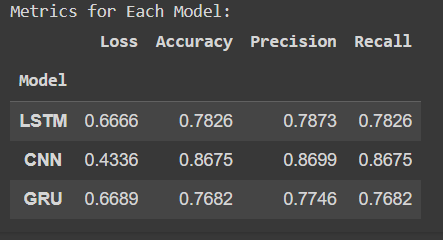 Metrics for Each Model:
Loss Accuracy Precision Recall
Model
LSTM 0.6666 0.7826 0.7873 0.7826
CNN 0.4336 0.8675 0.8699 0.8675
GRU 0.6689 0.7682 0.7746 0.7682